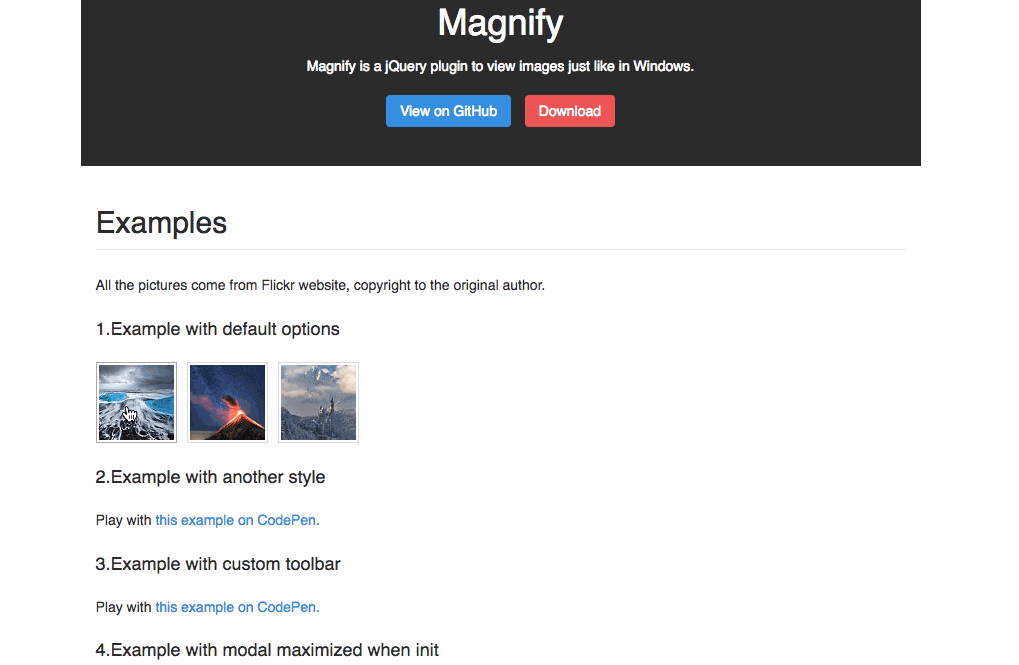 Magnify
Magnify is a jQuery plugin to view images just like in Windows.
View on GitHub Download
Examples
All the pictures come from Flickr website, copyright to the original author.
1.Example with default options
2.Example with another style
Play with this example on CodePen.
3.Example with custom toolbar
Play with this example on CodePen.
4.Example with modal maximized when init